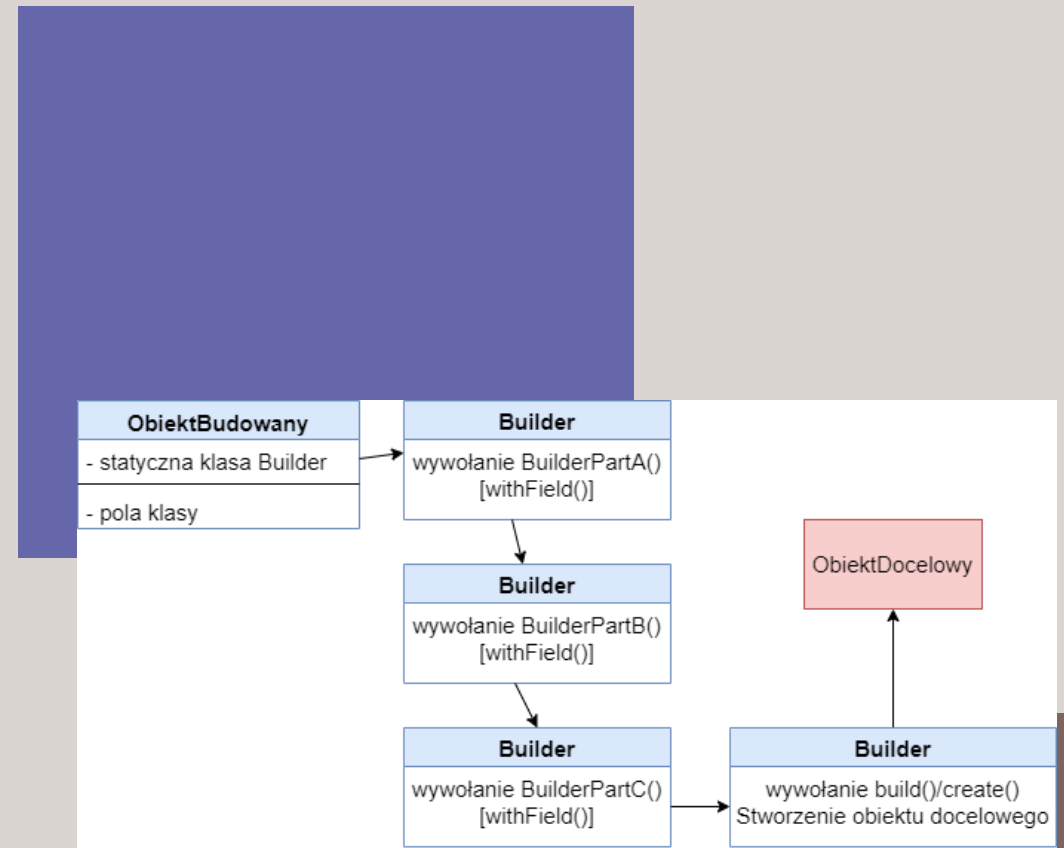 ObiektBudowany
- statyczna klasa Builder
- pola klasy
Builder
wywołanie BuilderPartA()
[withField()]
Builder
wywołanie BuilderPartB()
[withField()]
Builder
wywołanie BuilderPartC()
[withField()]
Builder
wywołanie build()/create()
Stworzenie obiektu docelowego
ObiektDocelowy